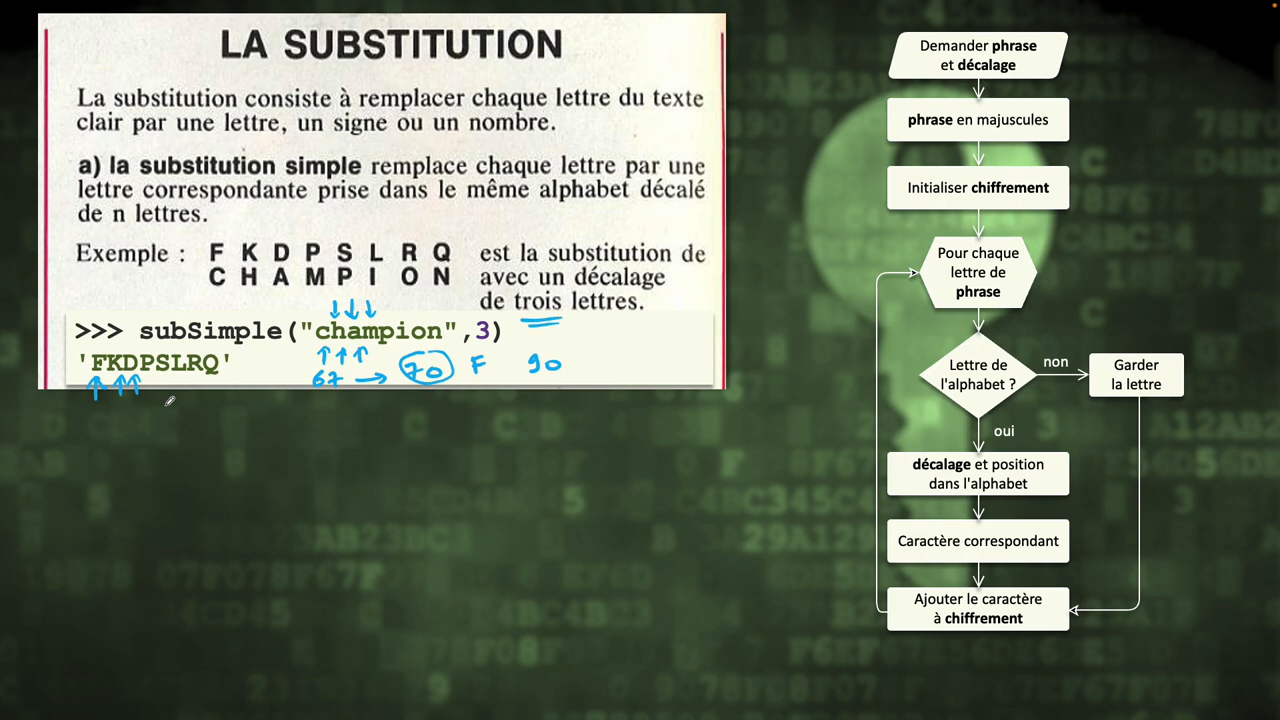 LA SUBSTITUTION
La substitution consiste à remplacer chaque lettre du texte
clair par une lettre, un signe ou un nombre.
a) la substitution simple remplace chaque lettre par une
lettre correspondante prise dans le même alphabet décalé
de n lettres.
Exemple : F K D P S L R Q est la substitution de
C H A M P I O N avec un décalage
de trois lettres.
>>> subSimple("champion",3)
'FKDPSLRQ'
67 → 70 F 90
Demander phrase
et décalage
phrase en majuscules
Initialiser chiffrement
Pour chaque
lettre de
phrase
Lettre de
l'alphabet ?
non
Garder
la lettre
oui
décalage et position
dans l'alphabet
Caractère correspondant
Ajouter le caractère
à chiffrement